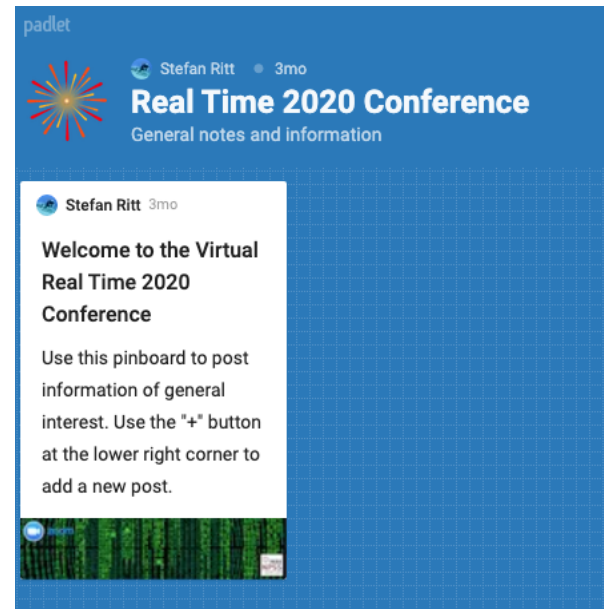 padlet
Stefan Ritt • 3mo
Real Time 2020 Conference
General notes and information
Stefan Ritt 3mo
Welcome to the Virtual
Real Time 2020
Conference
Use this pinboard to post
information of general
interest. Use the "+" button
at the lower right corner to
add a new post.
zoom